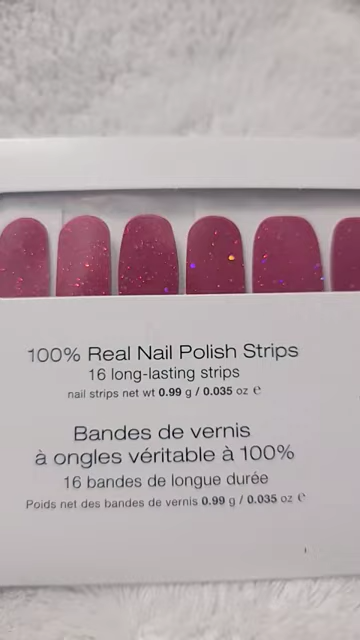 100% Real Nail Polish Strips
16 long-lasting strips
nail strips net wt 0.99 g / 0.035 oz ℮
Bandes de vernis
à ongles véritable à 100%
16 bandes de longue durée
Poids net des bandes de vernis 0.99 g / 0.035 oz ℮